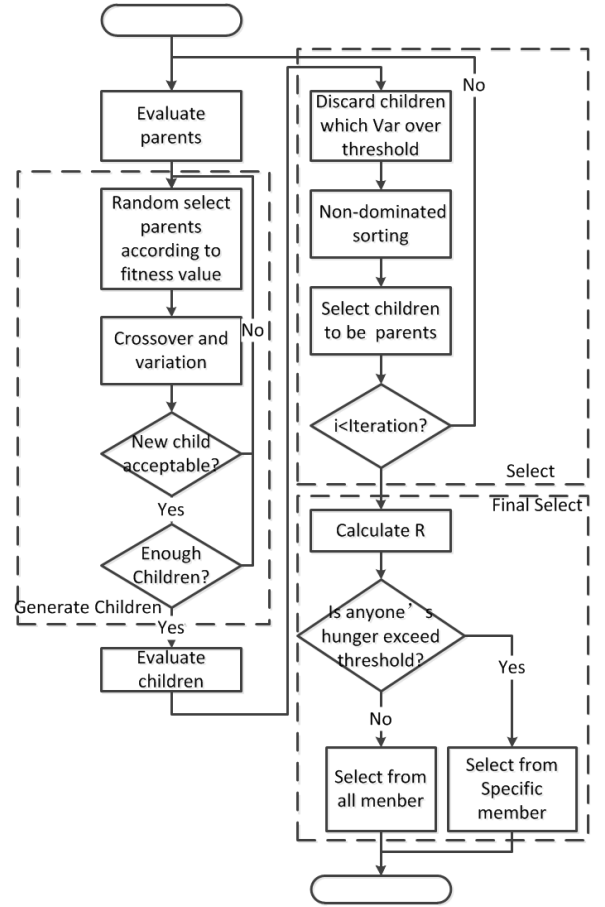 Evaluate
parents
Random select
parents
according to
fitness value
Crossover and
variation
No
New child
acceptable?
Yes
Enough
Children?
Generate Children
Yes
Evaluate
children
No
Discard children
which Var over
threshold
Non-dominated
sorting
Select children
to be parents
i<Iteration?
Select
Final Select
Calculate R
Is anyone’s
hunger exceed
threshold?
Yes
No
Select from
all menber
Select from
Specific
member